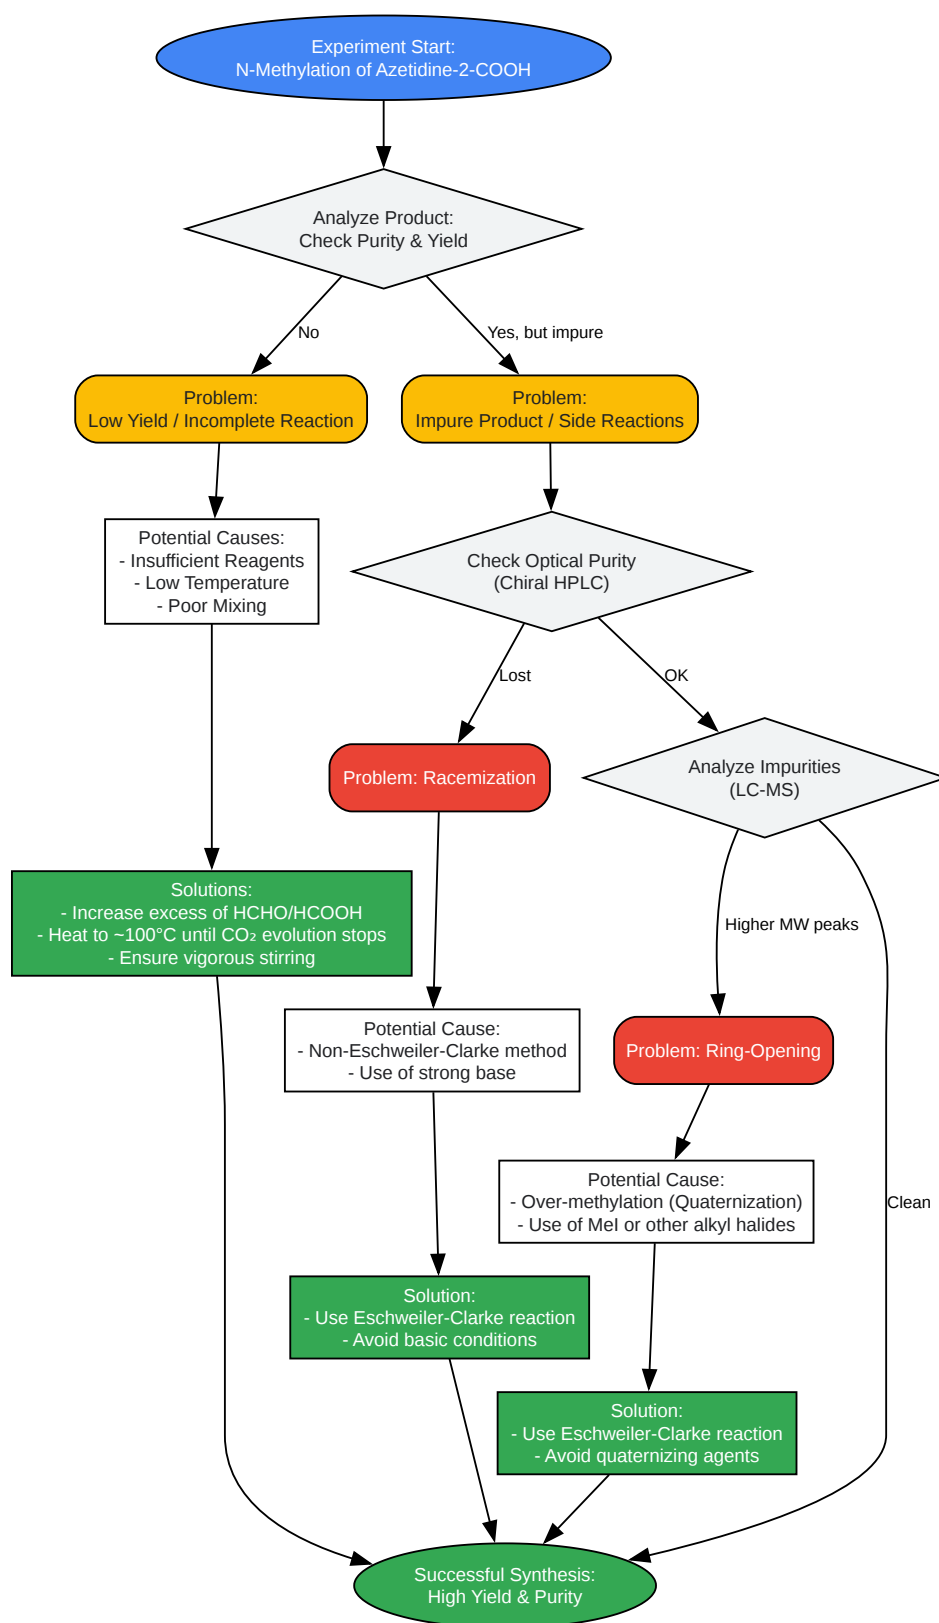 Experiment Start:
N-Methylation of Azetidine-2-COOH
Analyze Product:
Check Purity & Yield
No
Yes, but impure
Problem:
Low Yield / Incomplete Reaction
Problem:
Impure Product / Side Reactions
Potential Causes:
- Insufficient Reagents
- Low Temperature
- Poor Mixing
Check Optical Purity
(Chiral HPLC)
Lost
OK
Problem: Racemization
Analyze Impurities
(LC-MS)
Solutions:
- Increase excess of HCHO/HCOOH
- Heat to ~100°C until CO₂ evolution stops
- Ensure vigorous stirring
Higher MW peaks
Potential Cause:
- Non-Eschweiler-Clarke method
- Use of strong base
Problem: Ring-Opening
Potential Cause:
- Over-methylation (Quaternization)
- Use of MeI or other alkyl halides
Clean
Solution:
- Use Eschweiler-Clarke reaction
- Avoid basic conditions
Solution:
- Use Eschweiler-Clarke reaction
- Avoid quaternizing agents
Successful Synthesis:
High Yield & Purity